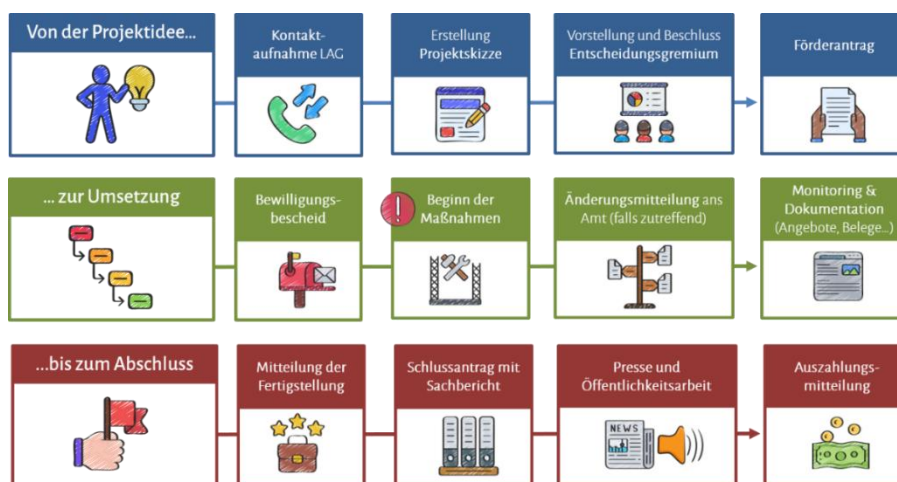 Von der Projektidee...
Kontakt-
aufnahme LAG
Erstellung
Projektskizze
Vorstellung und Beschluss
Entscheidungsgremium
Förderantrag
... zur Umsetzung
Bewilligungs-
bescheid
Beginn der
Maßnahmen
Änderungsmitteilung ans
Amt (falls zutreffend)
Monitoring &
Dokumentation
(Angebote, Belege...)
...bis zum Abschluss
Mitteilung der
Fertigstellung
Schlussantrag mit
Sachbericht
Presse und
Öffentlichkeitsarbeit
NEWS
Auszahlungs-
mitteilung